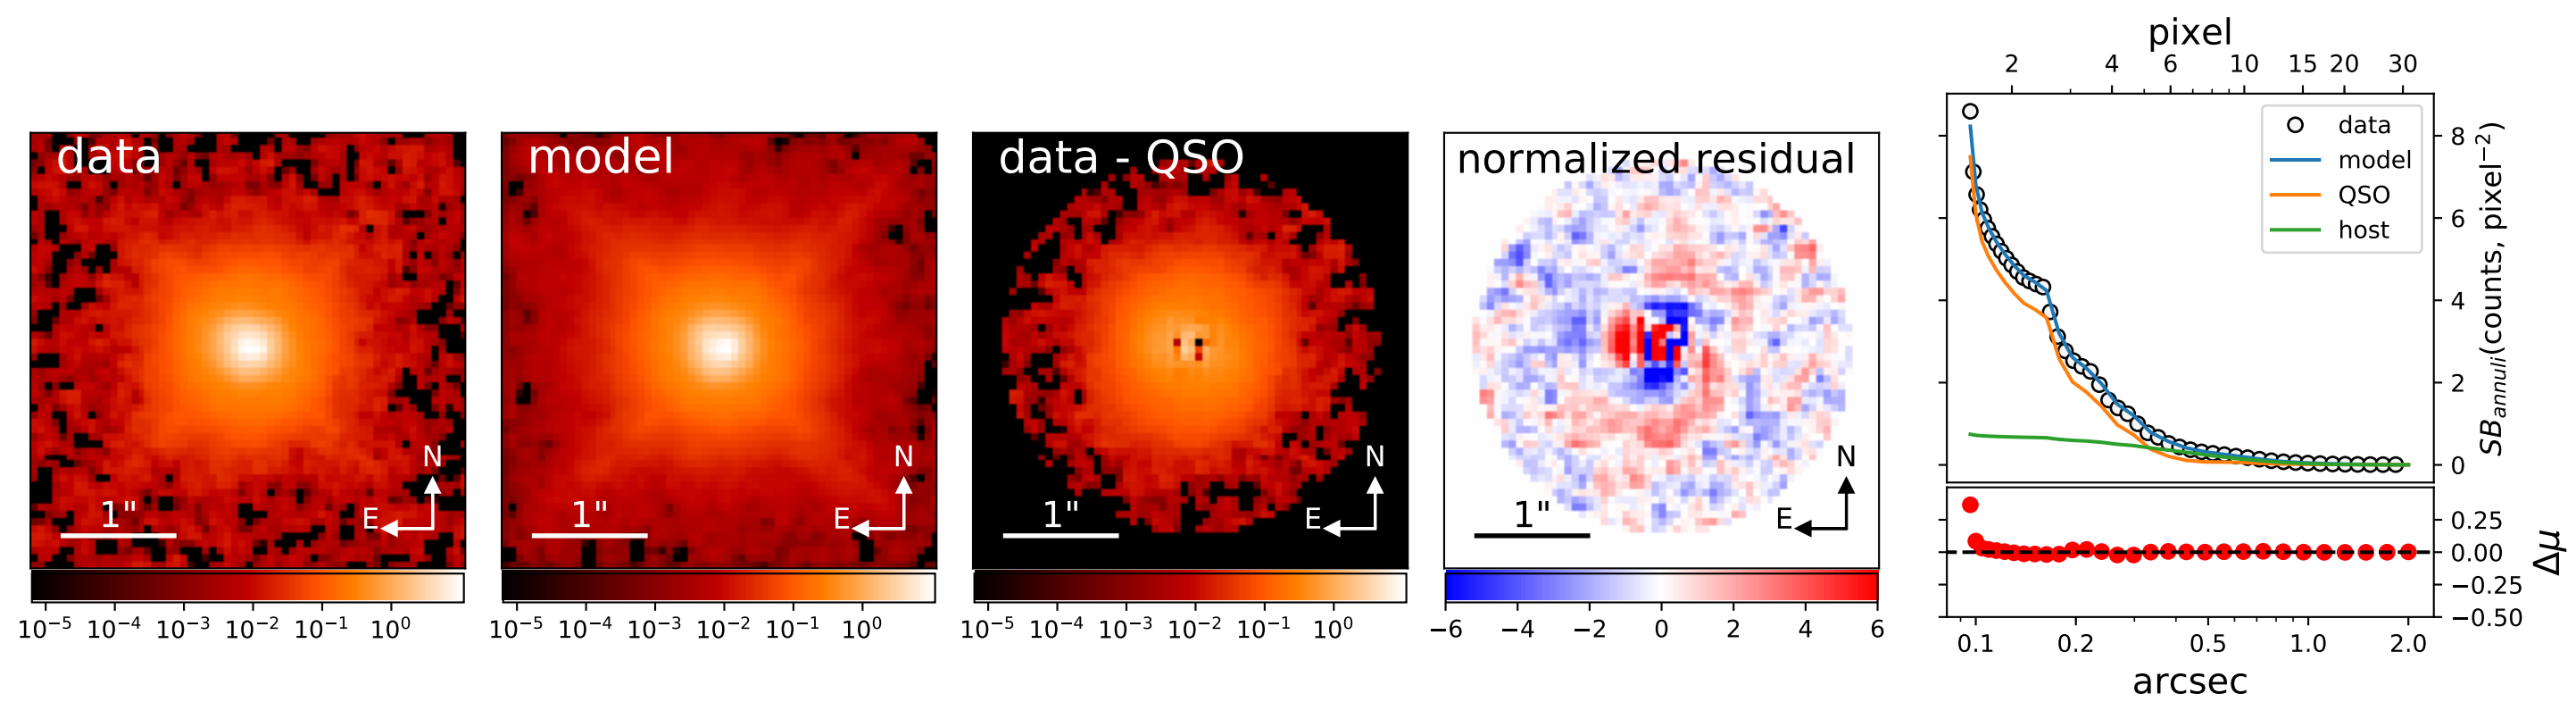 data
N
E
1"
10⁻⁵ 10⁻⁴ 10⁻³ 10⁻² 10⁻¹ 10⁰
model
N
E
1"
10⁻⁵ 10⁻⁴ 10⁻³ 10⁻² 10⁻¹ 10⁰
data - QSO
N
E
1"
10⁻⁵ 10⁻⁴ 10⁻³ 10⁻² 10⁻¹ 10⁰
normalized residual
N
E
1"
−6 −4 −2 0 2 4 6
pixel
2 4 6 10 15 20 30
data
model
QSO
host
8
6
4
2
0
SB_annuli(counts, pixel⁻²)
0.25
0.00
−0.25
−0.50
Δμ
0.1 0.2 0.5 1.0 2.0
arcsec